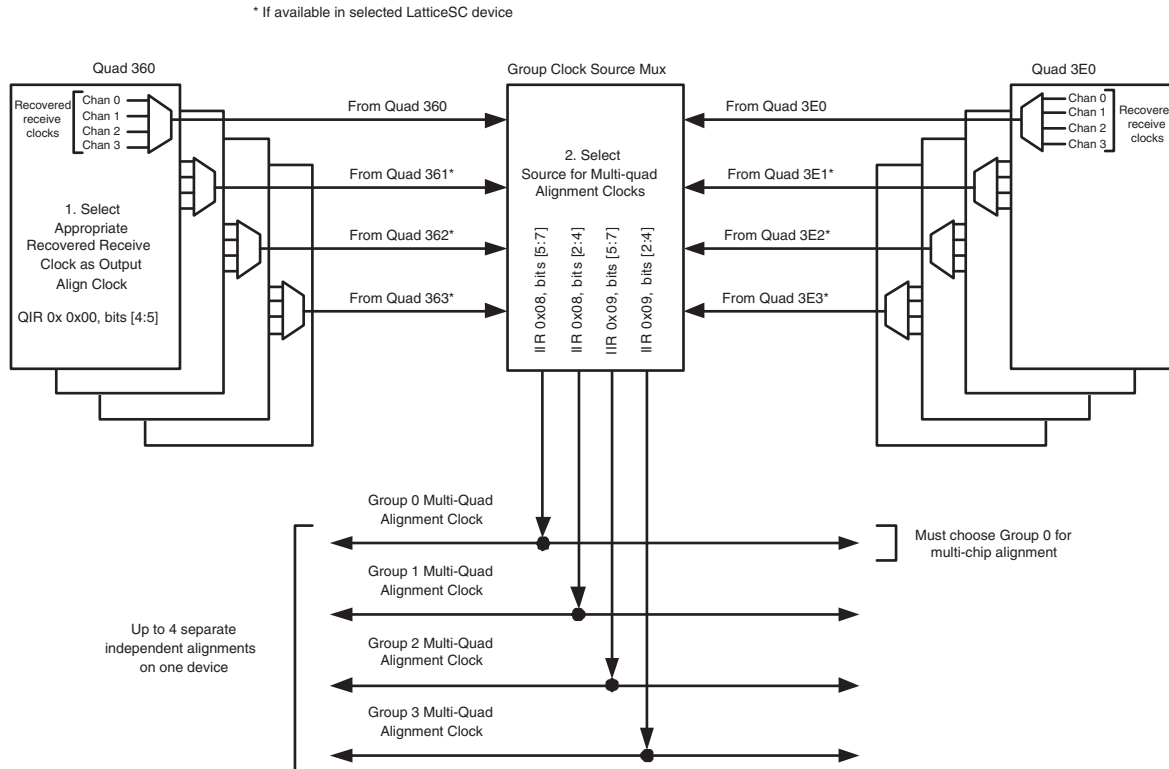 * If available in selected LatticeSC device
Quad 360
Group Clock Source Mux
Quad 3E0
Recovered
receive
clocks
Chan 0
Chan 1
Chan 2
Chan 3
From Quad 360
From Quad 3E0
Chan 0
Chan 1
Chan 2
Chan 3
Recovere
receive
clocks
1. Select
Appropriate
Recovered Receive
Clock as Output
Align Clock
QIR 0x 0x00, bits [4:5]
From Quad 361*
From Quad 362*
From Quad 363*
2. Select
Source for Multi-quad
Alignment Clocks
IIR 0x08, bits [5:7]
IIR 0x08, bits [2:4]
IIR 0x09, bits [5:7]
IIR 0x09, bits [2:4]
From Quad 3E1*
From Quad 3E2*
From Quad 3E3*
Group 0 Multi-Quad
Alignment Clock
Must choose Group 0 for
multi-chip alignment
Group 1 Multi-Quad
Alignment Clock
Up to 4 separate
independent alignments
on one device
Group 2 Multi-Quad
Alignment Clock
Group 3 Multi-Quad
Alignment Clock